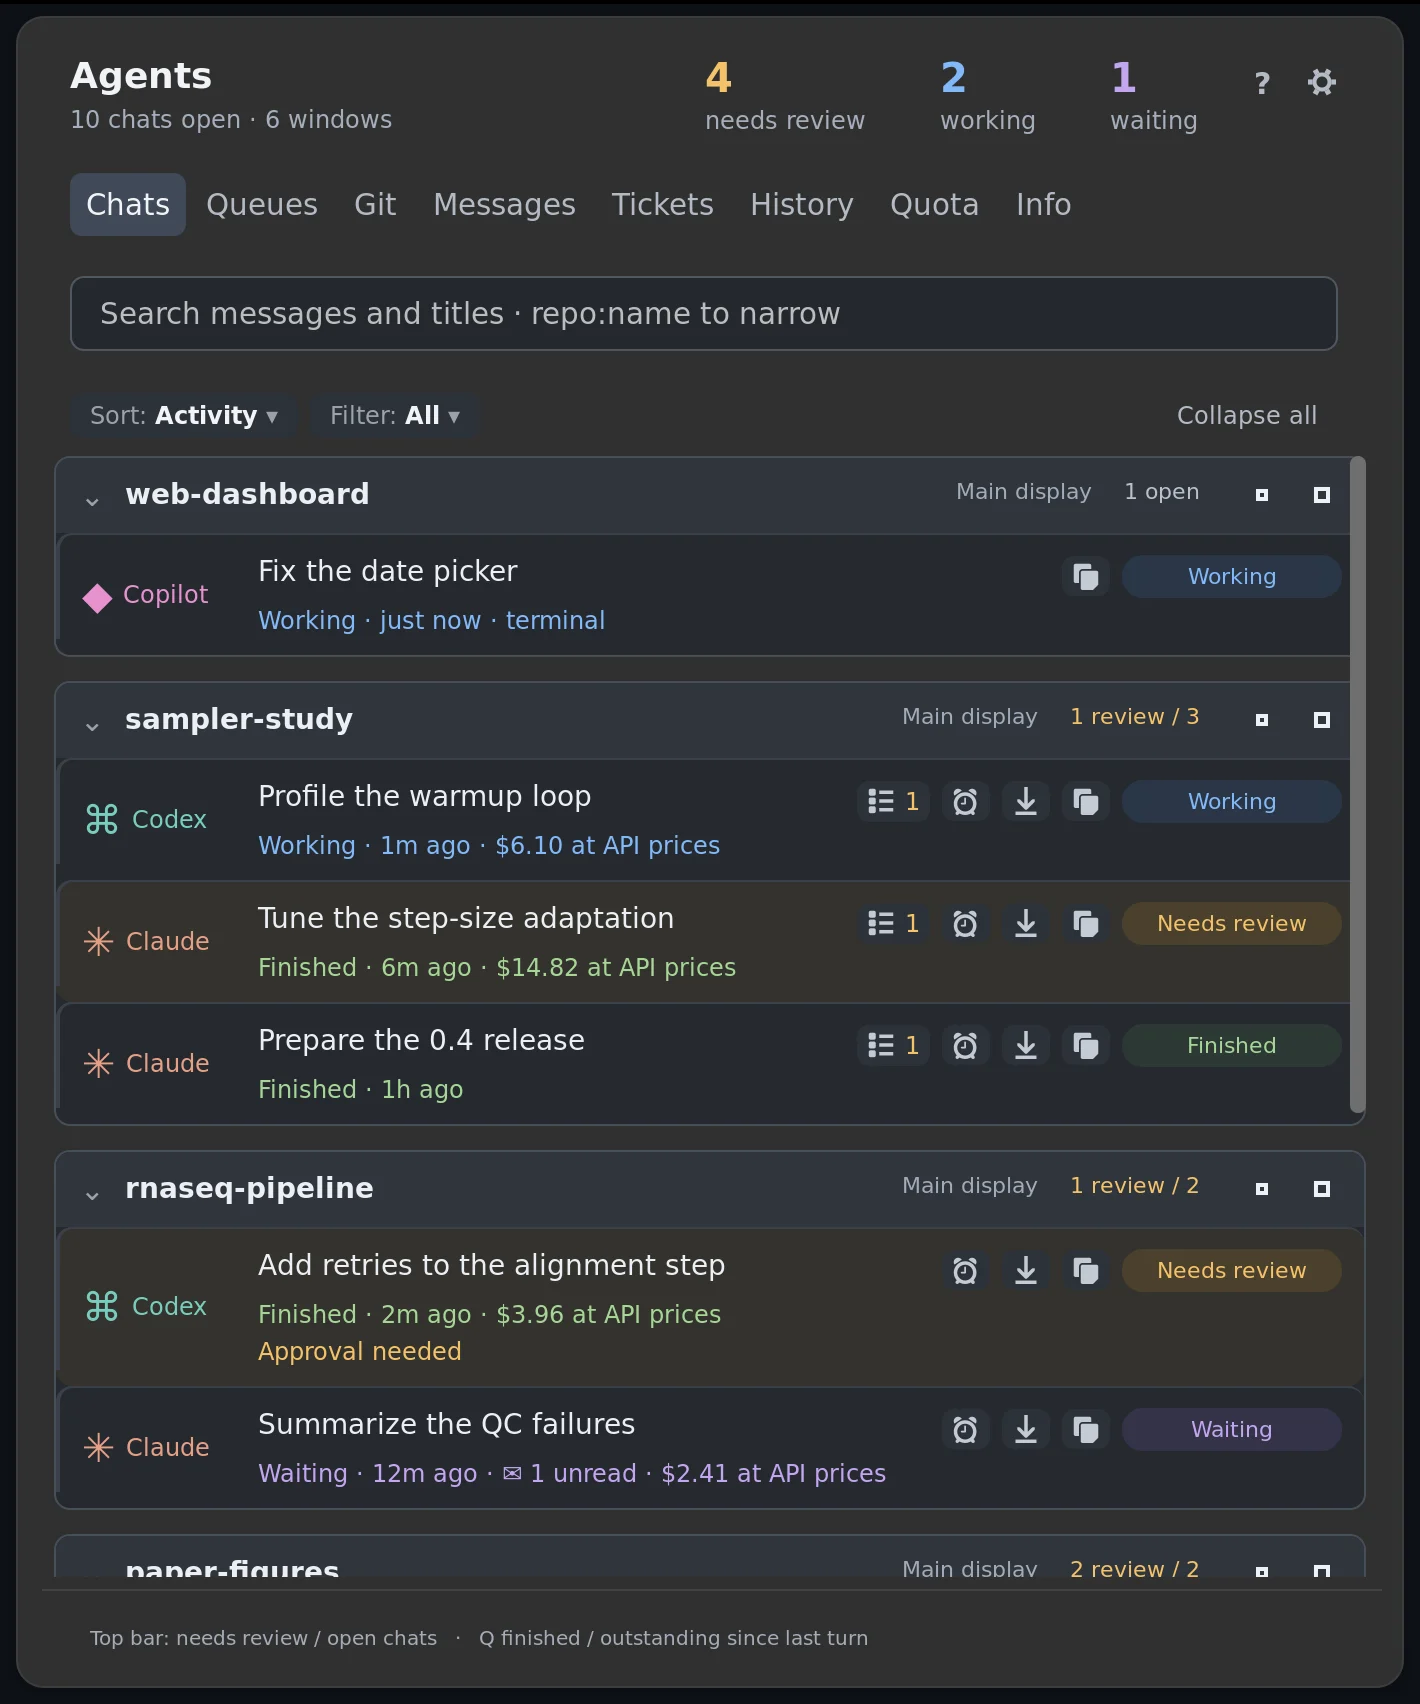 Agents
10 chats open · 6 windows
4
needs review
2
working
1
waiting
?
Chats Queues Git Messages Tickets History Quota Info
Search messages and titles · repo:name to narrow
Sort: Activity ▾ Filter: All ▾ Collapse all
web-dashboard Main display 1 open
Copilot Fix the date picker Working
Working · just now · terminal
sampler-study Main display 1 review / 3
Codex Profile the warmup loop 1 Working
Working · 1m ago · $6.10 at API prices
Claude Tune the step-size adaptation 1 Needs review
Finished · 6m ago · $14.82 at API prices
Claude Prepare the 0.4 release 1 Finished
Finished · 1h ago
rnaseq-pipeline Main display 1 review / 2
Codex Add retries to the alignment step Needs review
Finished · 2m ago · $3.96 at API prices
Approval needed
Claude Summarize the QC failures Waiting
Waiting · 12m ago · ✉ 1 unread · $2.41 at API prices
paper-figures Main display 2 review / 2
Top bar: needs review / open chats · Q finished / outstanding since last turn